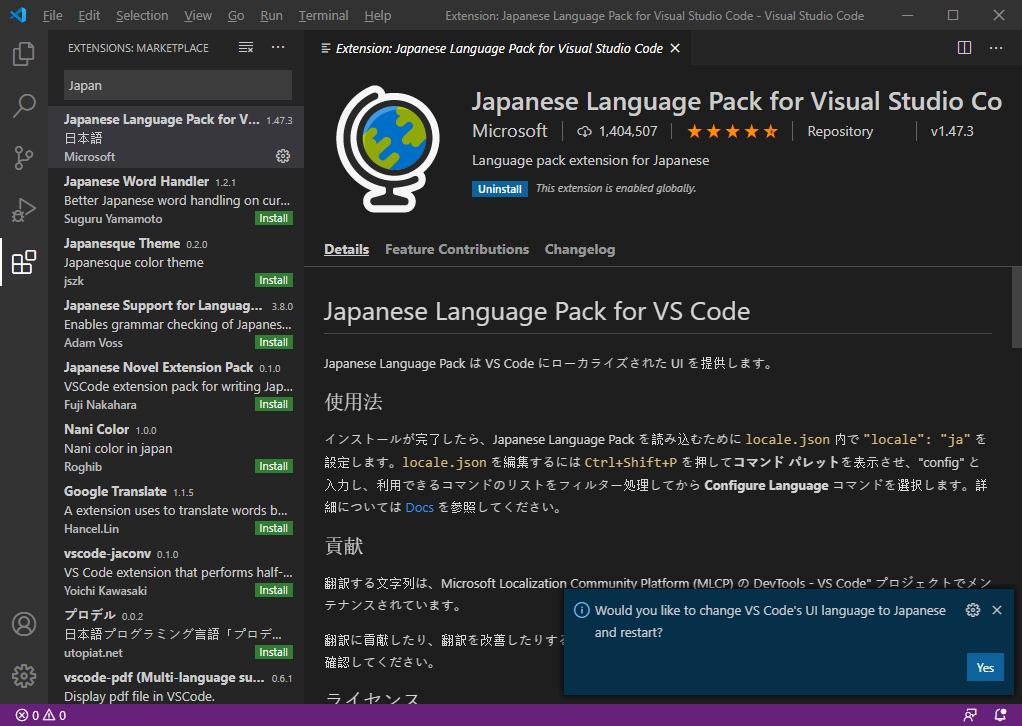 File Edit Selection View Go Run Terminal Help Extension: Japanese Language Pack for Visual Studio Code - Visual Studio Code
EXTENSIONS: MARKETPLACE
Extension: Japanese Language Pack for Visual Studio Code
Japan
Japanese Language Pack for V... 1.47.3
日本語
Microsoft
Japanese Word Handler 1.2.1
Better Japanese word handling on cur...
Suguru Yamamoto Install
Japanesque Theme 0.2.0
Japanesque color theme
jszk Install
Japanese Support for Languag... 3.8.0
Enables grammar checking of Japanes...
Adam Voss Install
Japanese Novel Extension Pack 0.1.0
VSCode extension pack for writing Jap...
Fuji Nakahara Install
Nani Color 1.0.0
Nani color in japan
Roghib Install
Google Translate 1.1.5
A extension uses to translate words b...
Hancel.Lin Install
vscode-jaconv 0.1.0
VS Code extension that performs half-...
Yoichi Kawasaki Install
プロデル 0.0.2
日本語プログラミング言語「プロデ...
utopiat.net Install
vscode-pdf (Multi-language su... 0.6.1
Display pdf file in VSCode.
Japanese Language Pack for Visual Studio Co
Microsoft 1,404,507 Repository v1.47.3
Language pack extension for Japanese
Uninstall This extension is enabled globally.
Details Feature Contributions Changelog
Japanese Language Pack for VS Code
Japanese Language Pack は VS Code にローカライズされた UI を提供します。
使用法
インストールが完了したら、Japanese Language Pack を読み込むために locale.json 内で "locale": "ja" を
設定します。locale.json を編集するには Ctrl+Shift+P を押してコマンド パレットを表示させ、"config" と
入力し、利用できるコマンドのリストをフィルター処理してから Configure Language コマンドを選択します。詳
細については Docs を参照してください。
貢献
翻訳する文字列は、Microsoft Localization Community Platform (MLCP) の DevTools - VS Code" プロジェクトでメン
テナンスされています。
翻訳に貢献したり、翻訳を改善したりする
確認してください。
ライセンス
Would you like to change VS Code's UI language to Japanese
and restart?
Yes
0 0